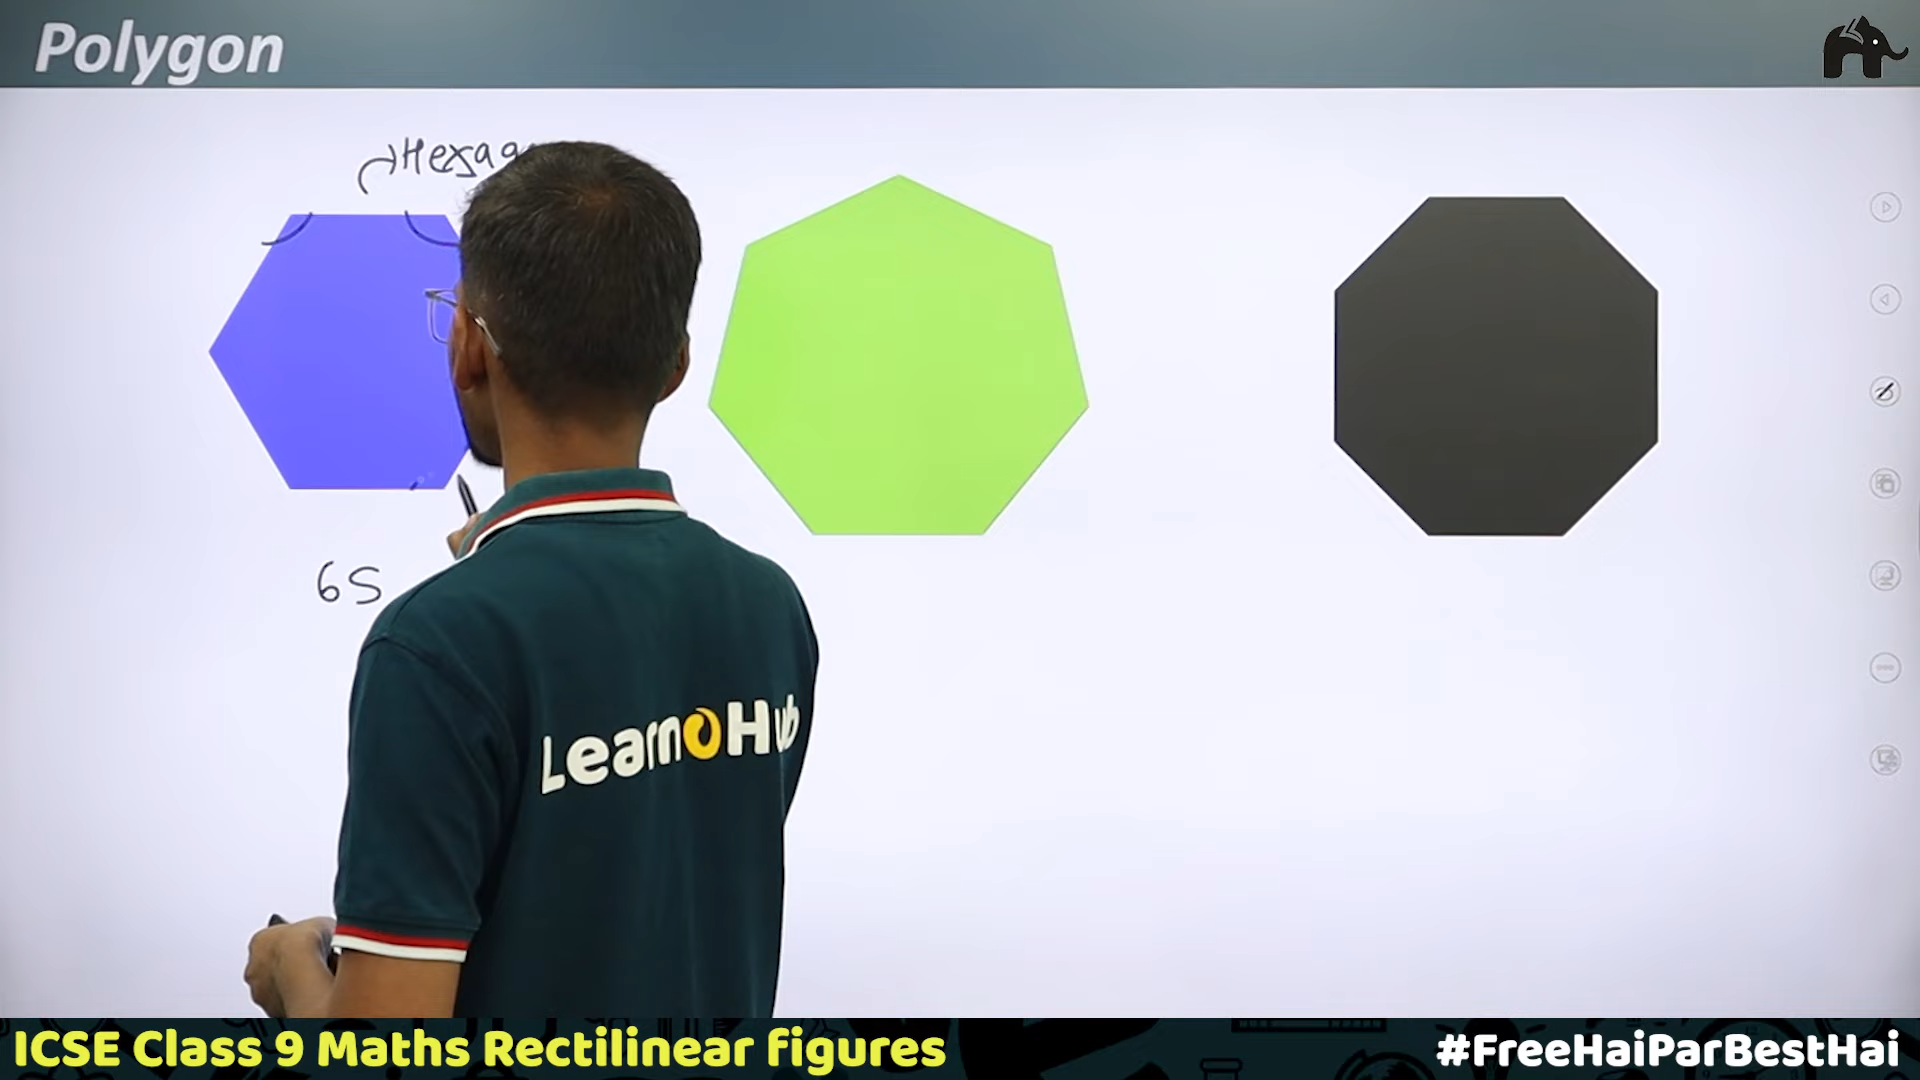 Polygon
Hexag
6S
LearnoHub
ICSE Class 9 Maths Rectilinear figures
#FreeHaiParBestHai